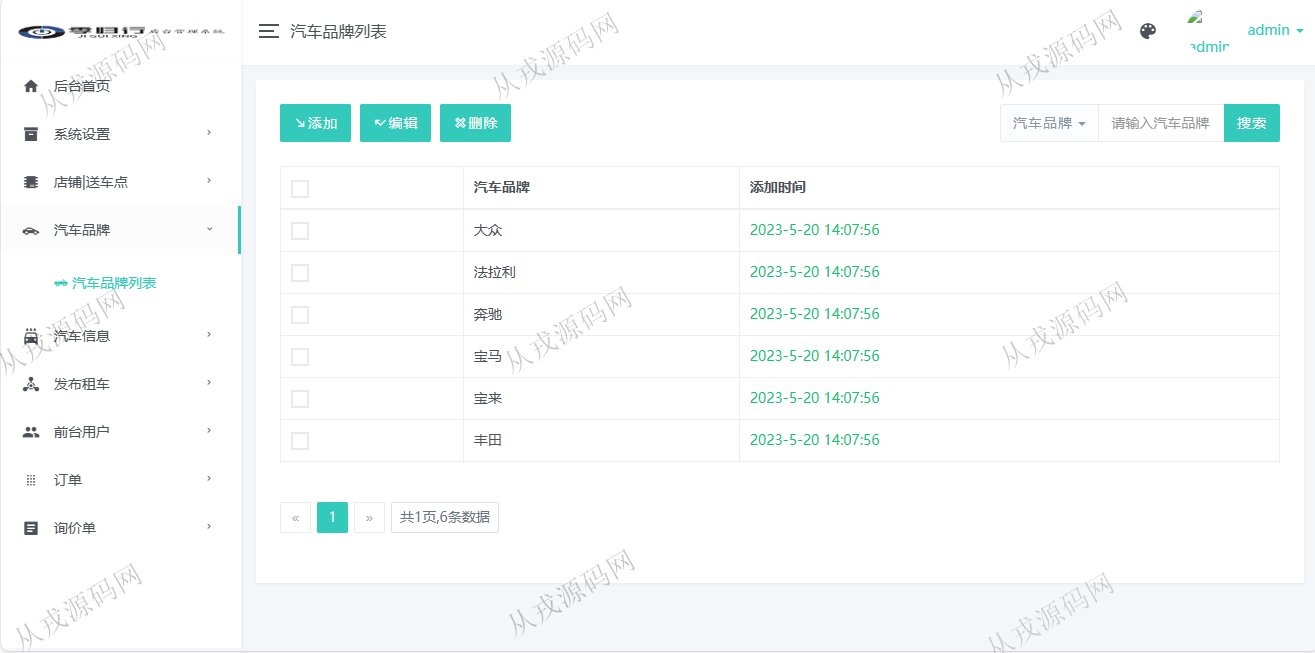 季归行
JI GUI XING
后台管理系统
汽车品牌列表
admin
admin
后台首页
系统设置
店铺|送车点
汽车品牌
汽车品牌列表
汽车信息
发布租车
前台用户
订单
询价单
添加
编辑
删除
汽车品牌
请输入汽车品牌
搜索
汽车品牌 添加时间
大众 2023-5-20 14:07:56
法拉利 2023-5-20 14:07:56
奔驰 2023-5-20 14:07:56
宝马 2023-5-20 14:07:56
宝来 2023-5-20 14:07:56
丰田 2023-5-20 14:07:56
« 1 » 共1页,6条数据
从戎源码网
从戎源码网
从戎源码网
从戎源码网
从戎源码网
从戎源码网
从戎源码网
从戎源码网
从戎源码网